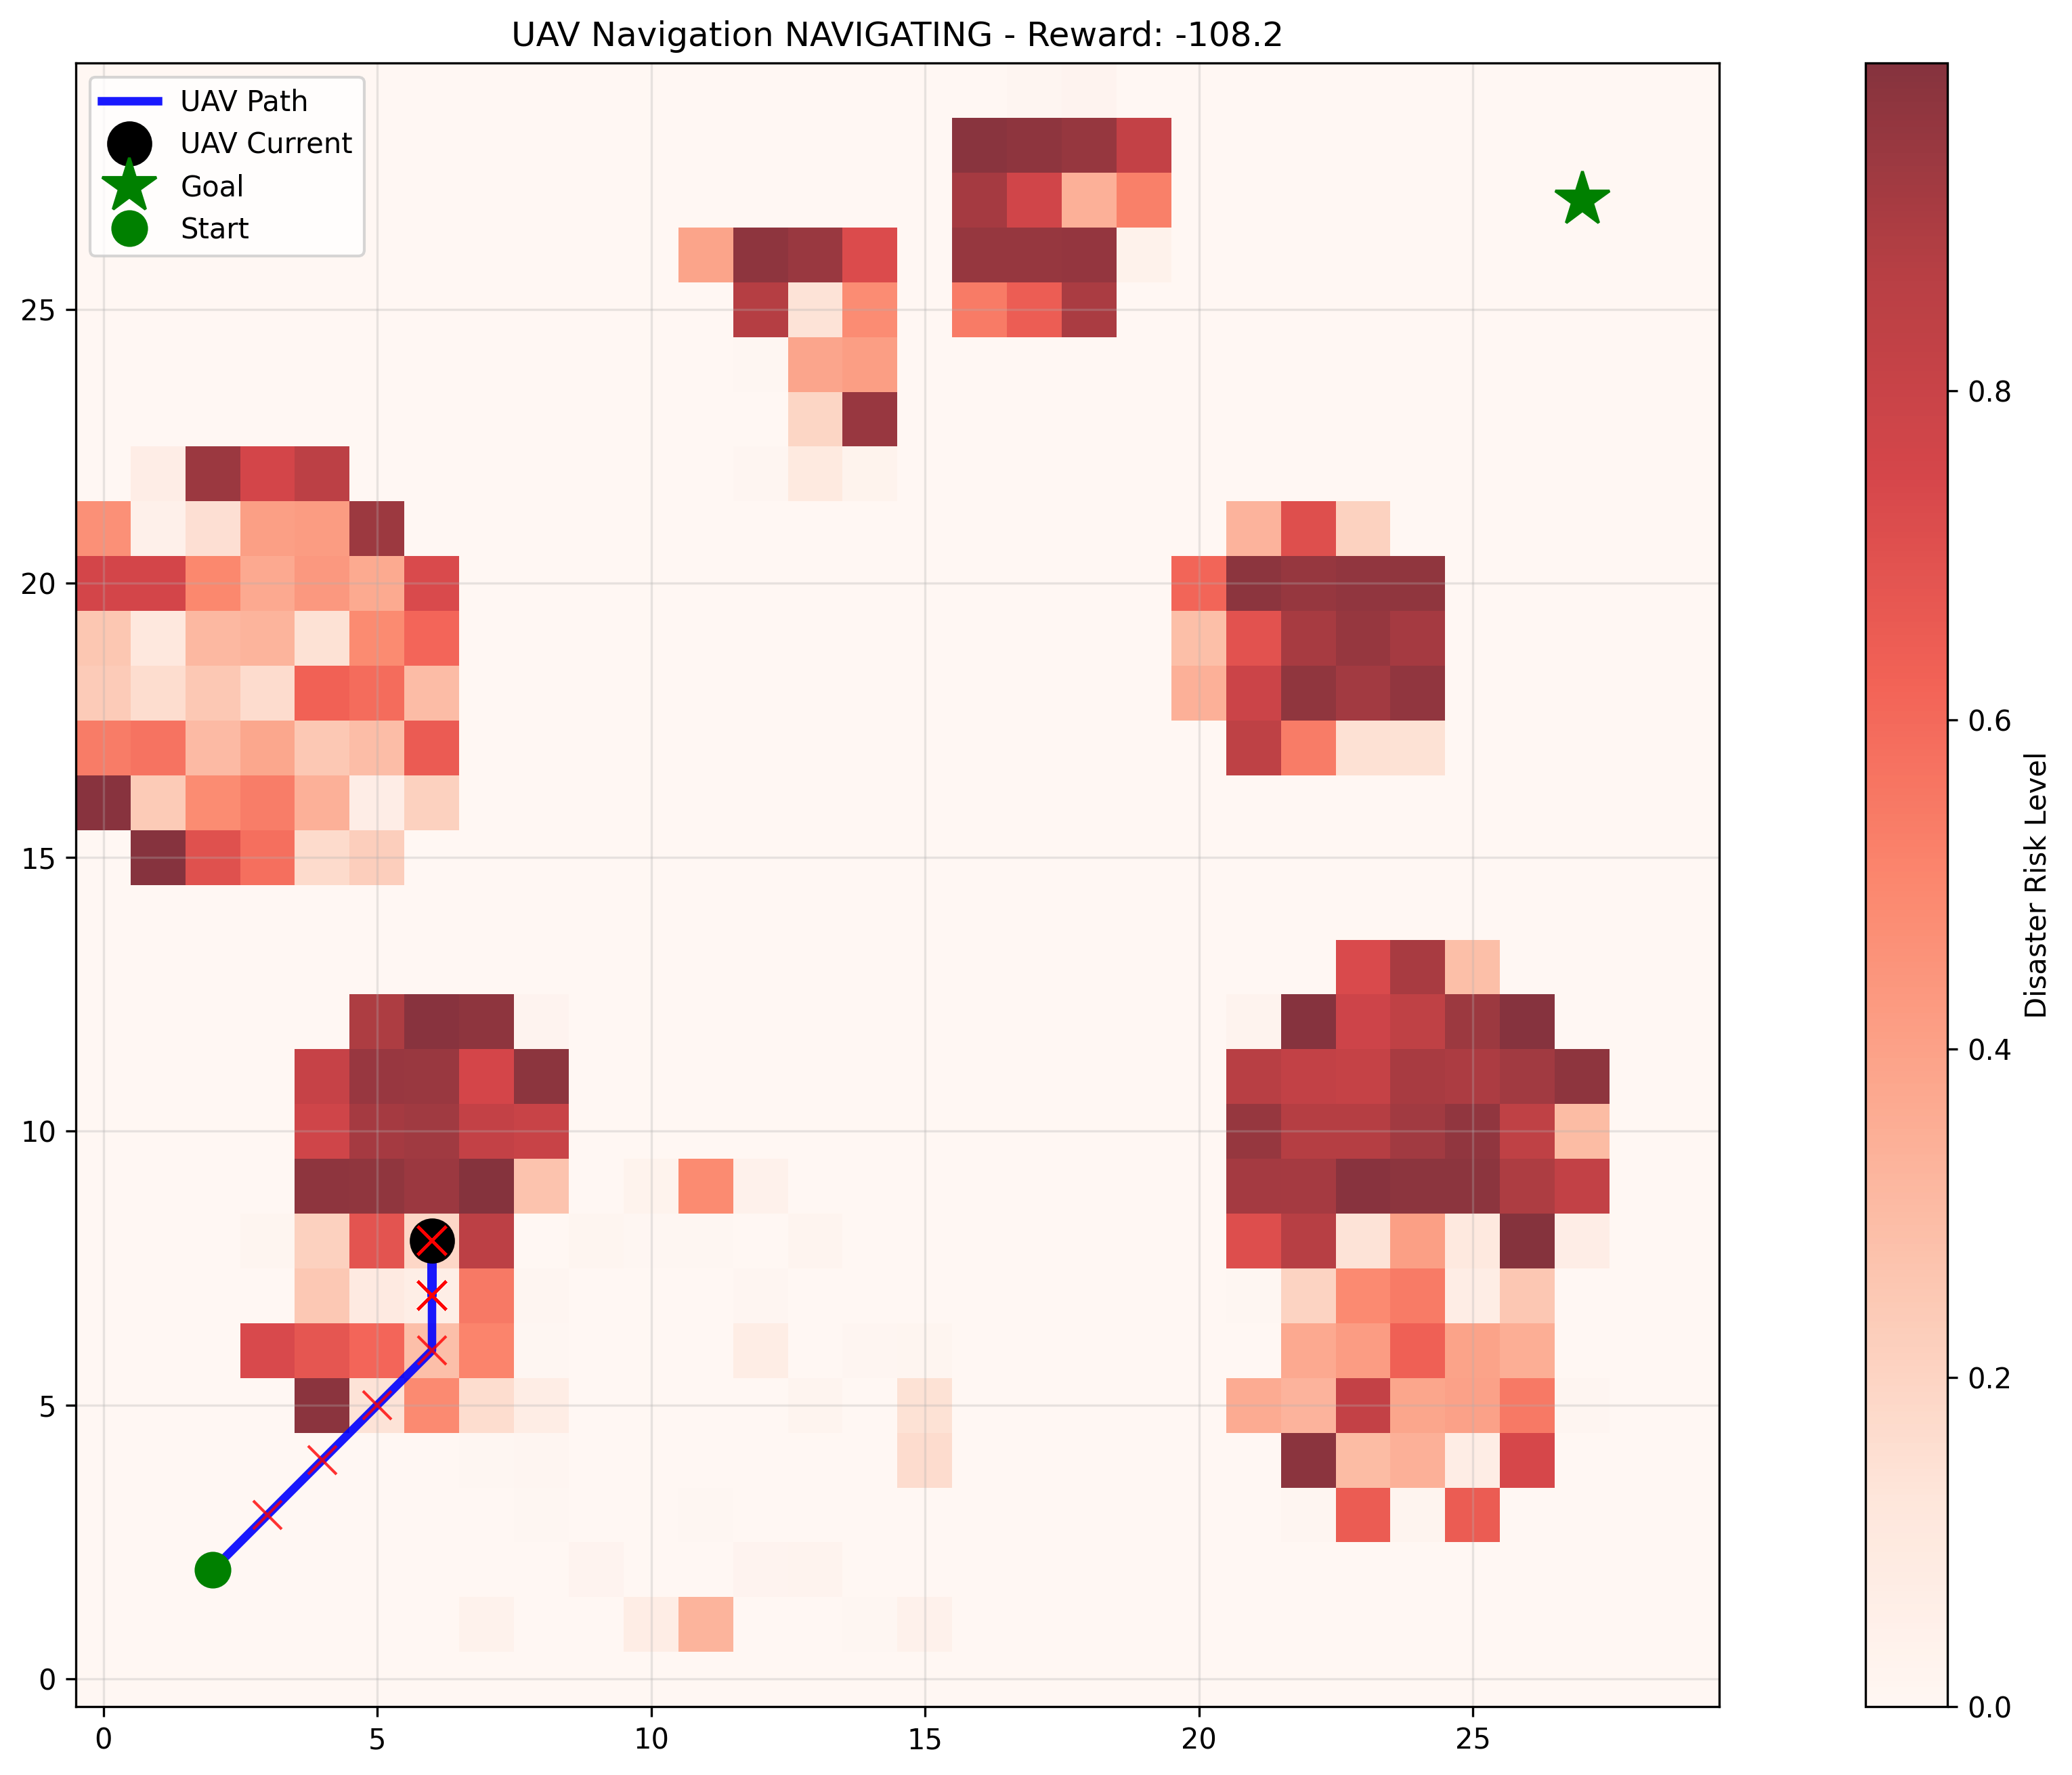 UAV Navigation NAVIGATING - Reward: -108.2
UAV Path
UAV Current
Goal
Start
25
20
15
10
5
0
0 5 10 15 20 25
0.8
0.6
0.4
0.2
0.0
Disaster Risk Level